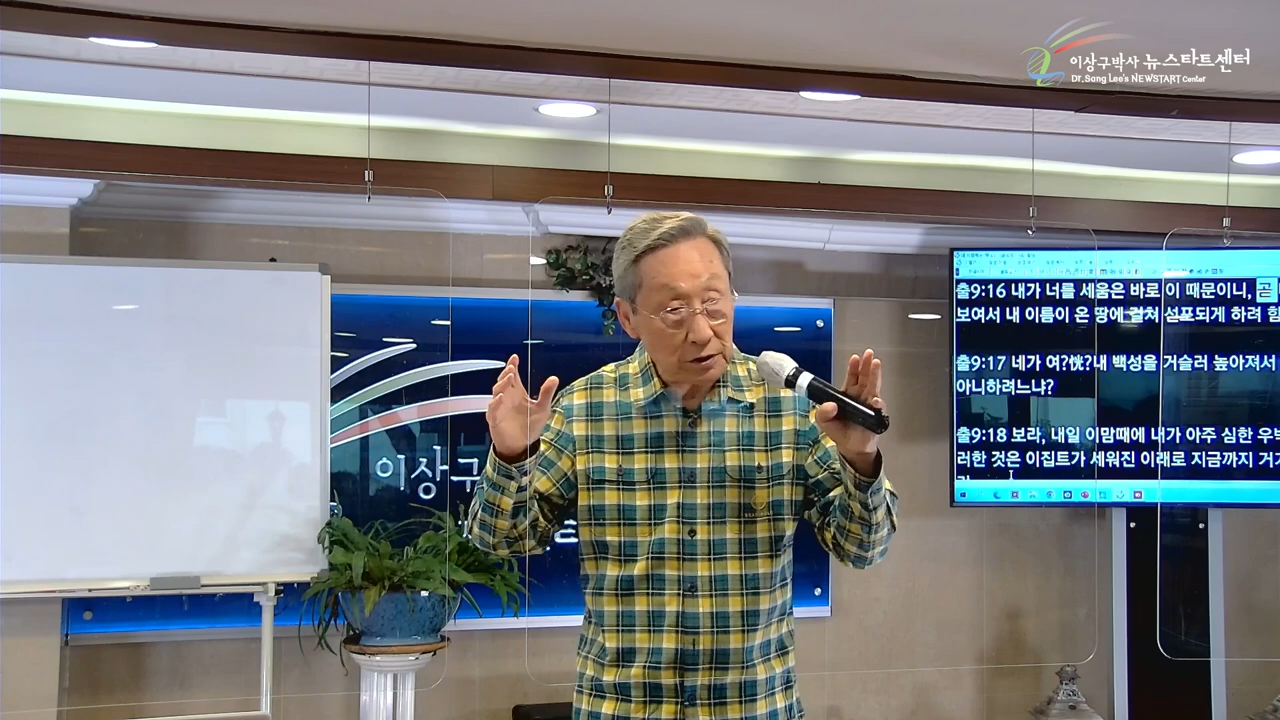 이상구박사 뉴스타트센터
Dr. Sang Lee's NEWSTART Center
출9:16 내가 너를 세움은 바로 이 때문이니, 곧
보여서 내 이름이 온 땅에 걸쳐 선포되게 하려 함
출9:17 네가 여?恍?내 백성을 거슬러 높아져서
아니하려느냐?
출9:18 보라, 내일 이맘때에 내가 아주 심한 우박
러한 것은 이집트가 세워진 이래로 지금까지 거기
이상구